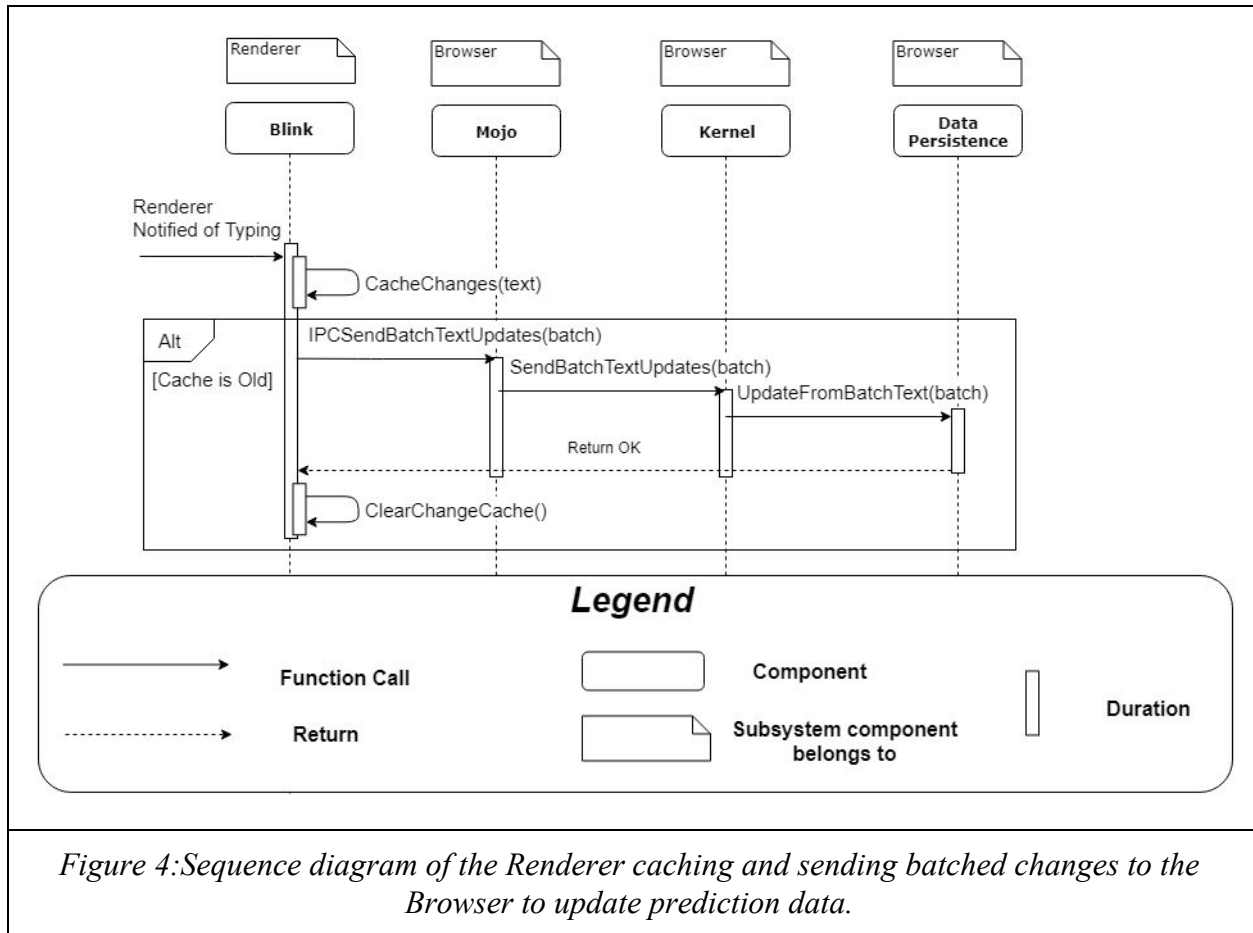 Renderer
Browser
Browser
Browser
Blink
Mojo
Kernel
Data
Persistence
Renderer
Notified of Typing
CacheChanges(text)
Alt
IPCSendBatchTextUpdates(batch)
[Cache is Old]
SendBatchTextUpdates(batch)
UpdateFromBatchText(batch)
Return OK
ClearChangeCache()
Legend
Function Call
Component
Duration
Return
Subsystem component
belongs to
Figure 4:Sequence diagram of the Renderer caching and sending batched changes to the
Browser to update prediction data.